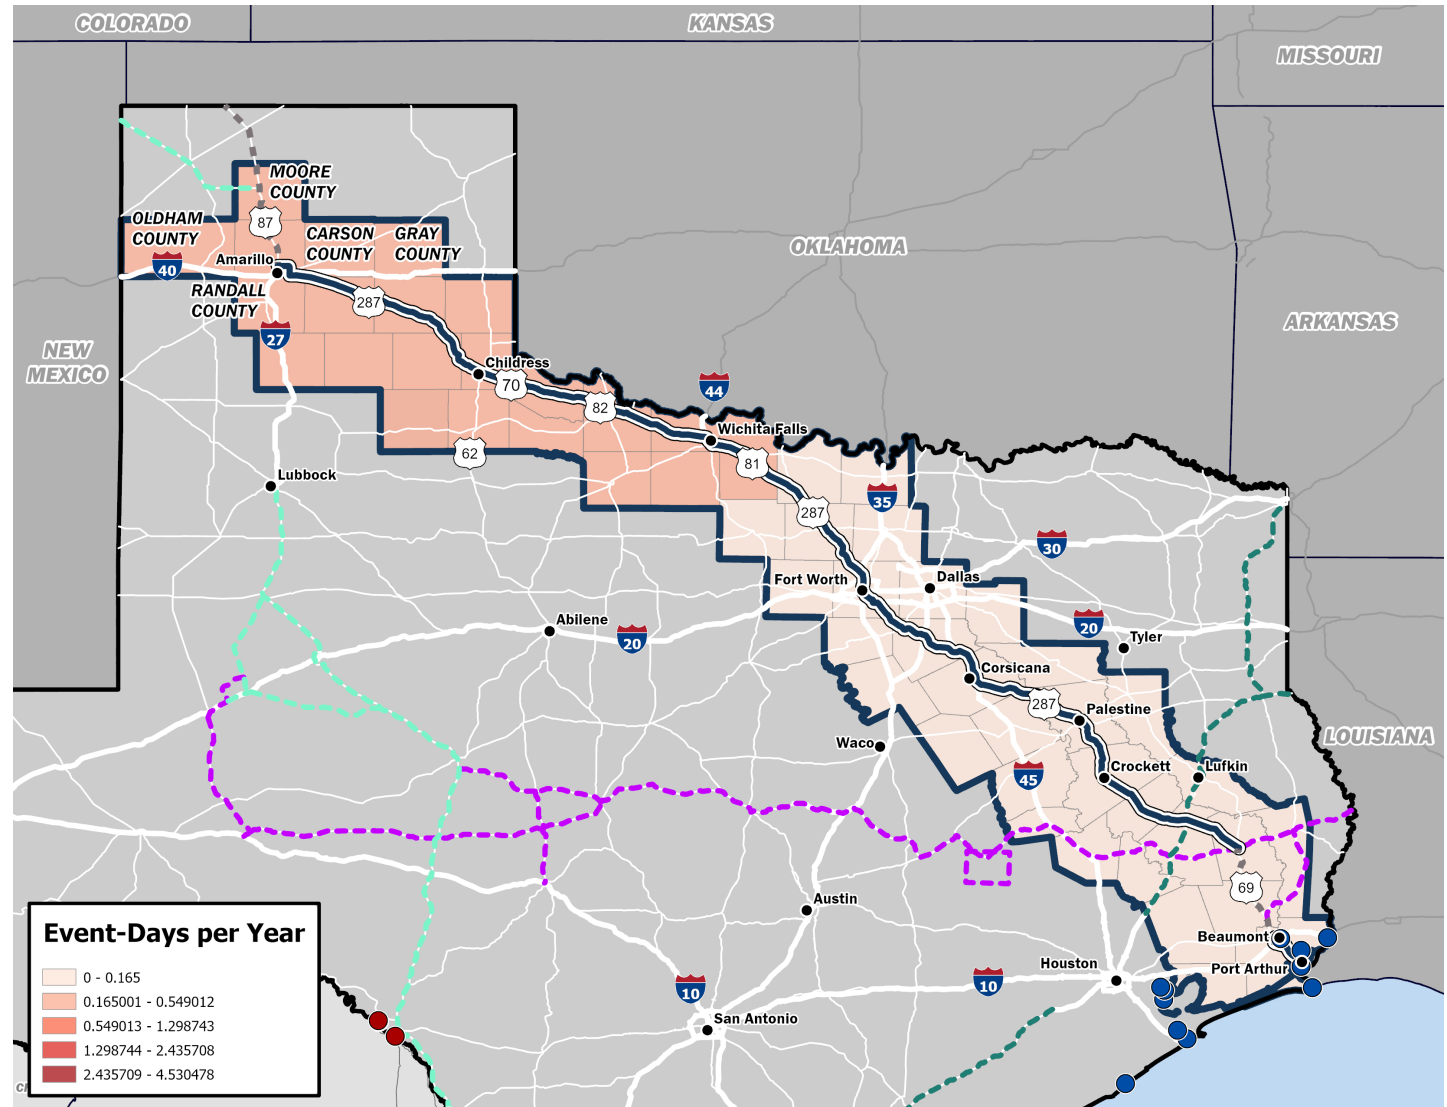 COLORADO
KANSAS
MISSOURI
MOORE
COUNTY
OLDHAM
COUNTY
87
CARSON
COUNTY
GRAY
COUNTY
OKLAHOMA
Amarillo
40
RANDALL
COUNTY
287
27
ARKANSAS
NEW
MEXICO
Childress
70
44
82
Wichita Falls
62
81
Lubbock
35
287
30
Fort Worth
Dallas
Abilene
20
20
Tyler
Corsicana
287
Palestine
Waco
LOUISIANA
Crockett
Lufkin
45
69
Austin
Beaumont
Houston
Port Arthur
10
10
San Antonio
Event-Days per Year
0 - 0.165
0.165001 - 0.549012
0.549013 - 1.298743
1.298744 - 2.435708
2.435709 - 4.530478